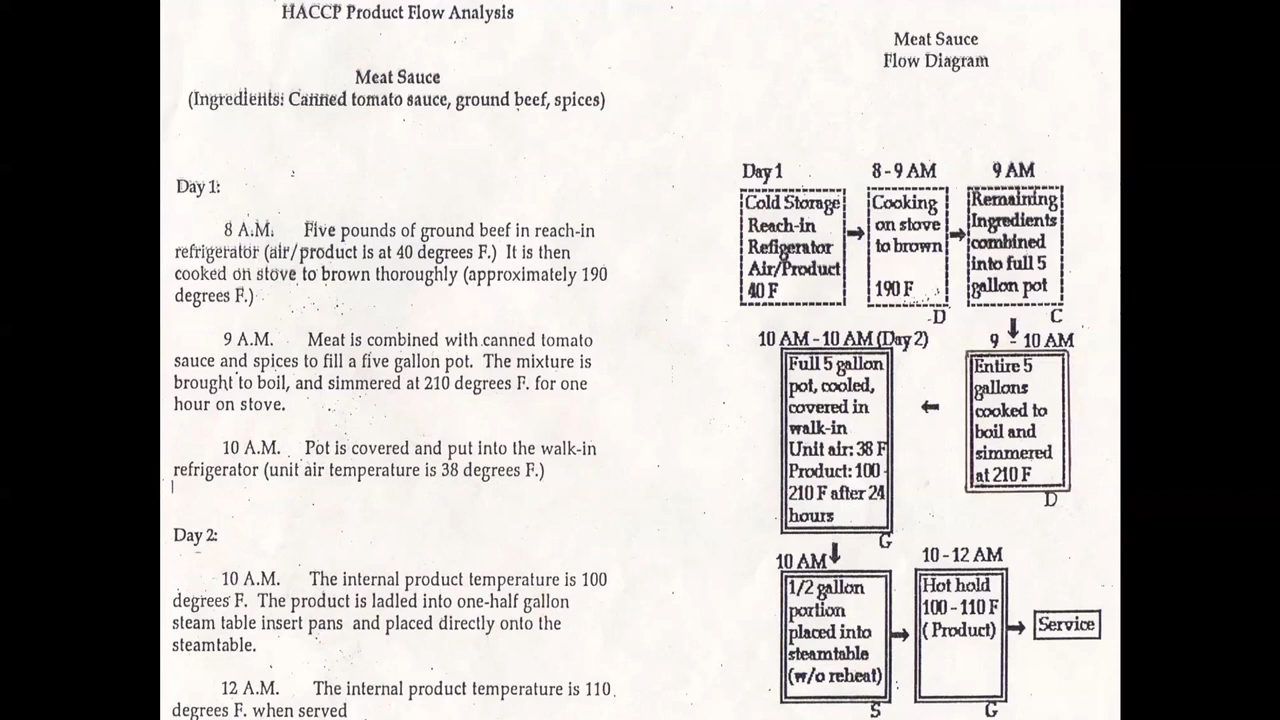 HACCP Product Flow Analysis
Meat Sauce
(Ingredients: Canned tomato sauce, ground beef, spices)
Day 1:
8 A.M. Five pounds of ground beef in reach-in
refrigerator (air/product is at 40 degrees F.) It is then
cooked on stove to brown thoroughly (approximately 190
degrees F.)
9 A.M. Meat is combined with canned tomato
sauce and spices to fill a five gallon pot. The mixture is
brought to boil, and simmered at 210 degrees F. for one
hour on stove.
10 A.M. Pot is covered and put into the walk-in
refrigerator (unit air temperature is 38 degrees F.)
Day 2:
10 A.M. The internal product temperature is 100
degrees F. The product is ladled into one-half gallon
steam table insert pans and placed directly onto the
steamtable.
12 A.M. The internal product temperature is 110
degrees F. when served
Meat Sauce
Flow Diagram
Day 1
Cold Storage
Reach-in
Refigerator
Air/Product
40 F
8 - 9 AM
Cooking
on stove
to brown
190 F
D
9 AM
Remaining
Ingredients
combined
into full 5
gallon pot
C
9 - 10 AM
Entire 5
gallons
cooked to
boil and
simmered
at 210 F
D
10 AM - 10 AM (Day 2)
Full 5 gallon
pot, cooled,
covered in
walk-in
Unit air: 38 F
Product: 100 -
210 F after 24
hours
G
10 AM
1/2 gallon
portion
placed into
steamtable
(w/o reheat)
S
10 - 12 AM
Hot hold
100 - 110 F
( Product)
G
Service